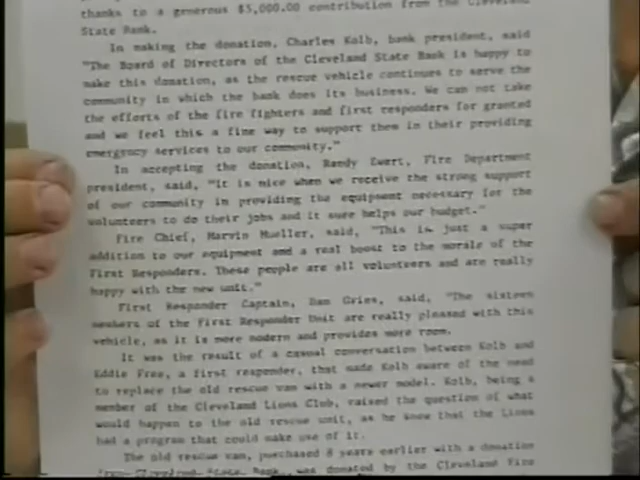 thanks to a generous $5,000.00 contribution from the Cleveland
State Bank.
In making the donation, Charles Kolb, bank president, said
"The Board of Directors of the Cleveland State Bank is happy to
make this donation, as the rescue vehicle continues to serve the
community in which the bank does its business. We can not take
the efforts of the fire fighters and first responders for granted
and we feel this a fine way to support them in their providing
emergency services to our community."
In accepting the donation, Randy Ewert, Fire Department
president, said, "it is nice when we receive the strong support
of our community in providing the equipment necessary for the
volunteers to do their jobs and it sure helps our budget."
Fire Chief, Marvin Mueller, said, "This is just a super
addition to our equipment and a real boost to the morale of the
First Responders. These people are all volunteers and are really
happy with the new unit."
First Responder Captain, Dan Gries, said, "The sixteen
members of the First Responder Unit are really pleased with this
vehicle, as it is more modern and provides more room.
It was the result of a casual conversation between Kolb and
Eddie Free, a first responder, that made Kolb aware of the need
to replace the old rescue van with a newer model. Kolb, being a
member of the Cleveland Lions Club, raised the question of what
would happen to the old rescue unit, as he knew that the Lions
had a program that could make use of it.
The old rescue van, purchased 8 years earlier with a donation
from Cleveland State Bank, was donated by the Cleveland Fire